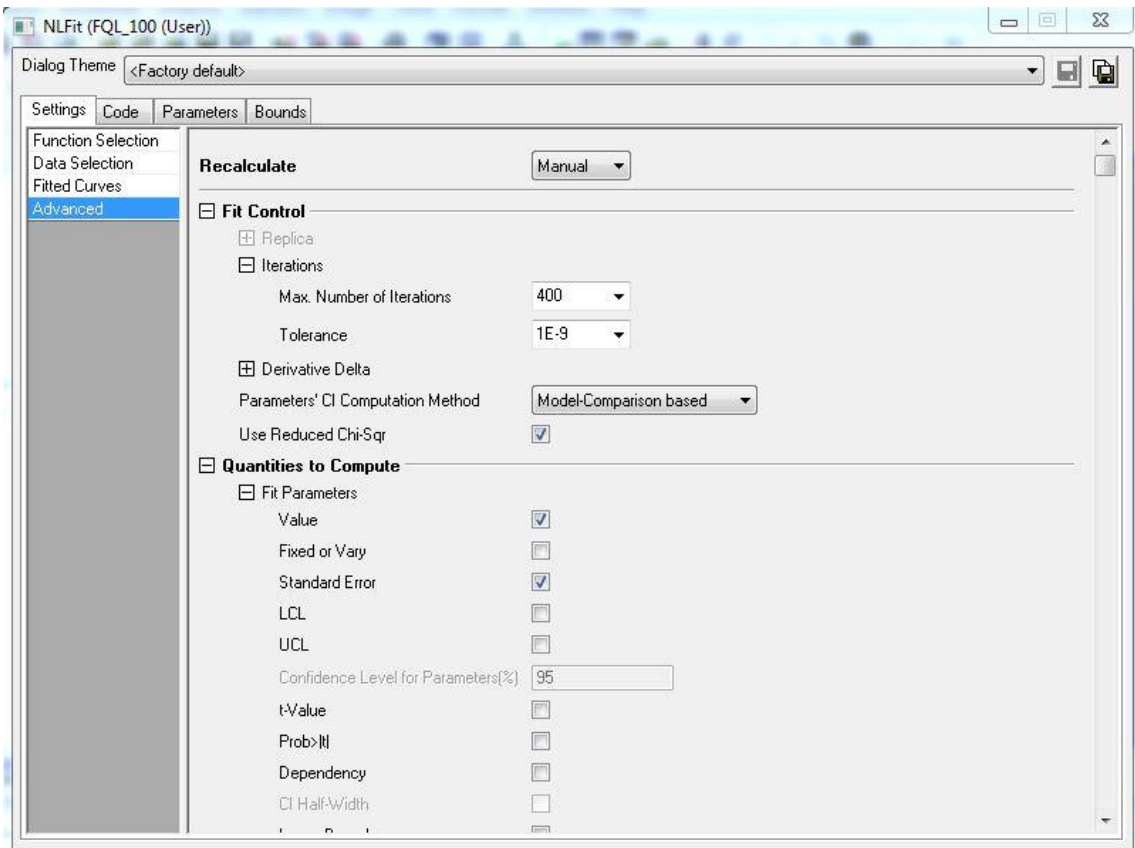 NLFit (FQL_100 (User))
Dialog Theme <Factory default>
Settings Code Parameters Bounds
Function Selection
Data Selection
Fitted Curves
Advanced
Recalculate Manual
Fit Control
Replica
Iterations
Max. Number of Iterations 400
Tolerance 1E-9
Derivative Delta
Parameters' CI Computation Method Model-Comparison based
Use Reduced Chi-Sqr
Quantities to Compute
Fit Parameters
Value
Fixed or Vary
Standard Error
LCL
UCL
Confidence Level for Parameters(%) 95
t-Value
Prob>|t|
Dependency
CI Half-Width